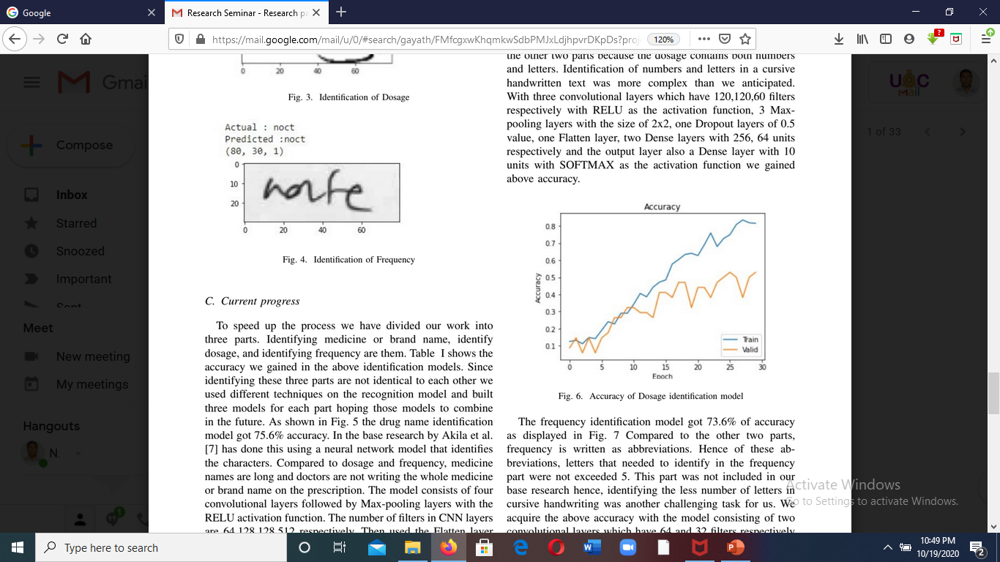 Google
Research Seminar - Research pa
https://mail.google.com/mail/u/0/#search/gayath/FMfcgxwKhqmkwSdbPMJxLdjhpvrDKpDs?proj
120%
Gmai
Compose
Inbox
Starred
Snoozed
Important
Sent
Meet
New meeting
My meetings
Hangouts
N.
1
0 20 40 60
Fig. 3. Identification of Dosage
Actual : noct
Predicted :noct
(80, 30, 1)
0
10
20
0 20 40 60
Fig. 4. Identification of Frequency
C. Current progress
To speed up the process we have divided our work into
three parts. Identifying medicine or brand name, identify
dosage, and identifying frequency are them. Table I shows the
accuracy we gained in the above identification models. Since
identifying these three parts are not identical to each other we
used different techniques on the recognition model and built
three models for each part hoping those models to combine
in the future. As shown in Fig. 5 the drug name identification
model got 75.6% accuracy. In the base research by Akila et al.
[7] has done this using a neural network model that identifies
the characters. Compared to dosage and frequency, medicine
names are long and doctors are not writing the whole medicine
or brand name on the prescription. The model consists of four
convolutional layers followed by Max-pooling layers with the
RELU activation function. The number of filters in CNN layers
are 64,128,128,512 respectively. Then used the Flatten layer
the other two parts because the dosage contains both numbers
and letters. Identification of numbers and letters in a cursive
handwritten text was more complex than we anticipated.
With three convolutional layers which have 120,120,60 filters
respectively with RELU as the activation function, 3 Max-
pooling layers with the size of 2x2, one Dropout layers of 0.5
value, one Flatten layer, two Dense layers with 256, 64 units
respectively and the output layer also a Dense layer with 10
units with SOFTMAX as the activation function we gained
above accuracy.
Accuracy
0.8
0.7
0.6
0.5
0.4
0.3
0.2
0.1
Accuracy
Train
Valid
0 5 10 15 20 25 30
Epoch
Fig. 6. Accuracy of Dosage identification model
The frequency identification model got 73.6% of accuracy
as displayed in Fig. 7 Compared to the other two parts,
frequency is written as abbreviations. Hence of these ab-
breviations, letters that needed to identify in the frequency
part were not exceeded 5. This part was not included in our
base research hence, identifying the less number of letters in
cursive handwriting was another challenging task for us. We
acquire the above accuracy with the model consisting of two
convolutional layers which have 64 and 32 filters respectively
UOC
Mail
1 of 33
Activate Windows
Go to Settings to activate Windows.
Type here to search
10:49 PM
10/19/2020
2